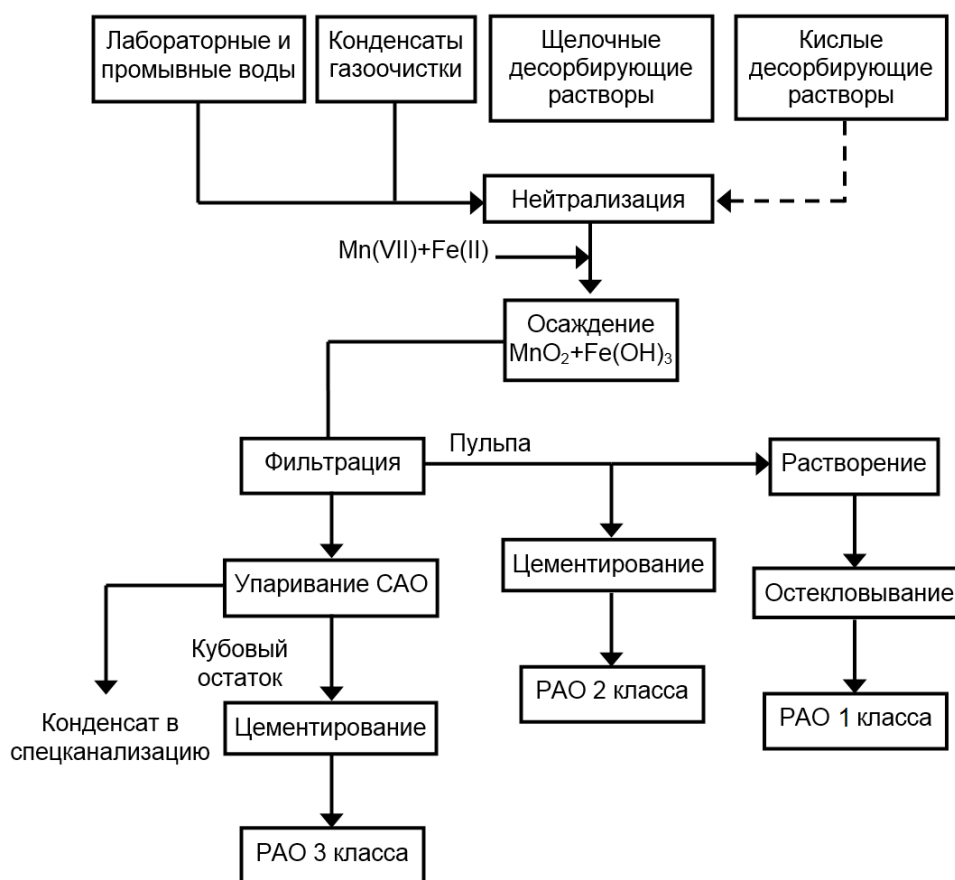 Лабораторные и
промывные воды
Конденсаты
газоочистки
Щелочные
десорбирующие
растворы
Кислые
десорбирующие
растворы
Нейтрализация
Mn(VII)+Fe(II)
Осаждение
MnO₂+Fe(OH)₃
Фильтрация
Пульпа
Растворение
Упаривание САО
Цементирование
Остекловывание
Кубовый
остаток
РАО 2 класса
РАО 1 класса
Конденсат в
спецканализацию
Цементирование
РАО 3 класса